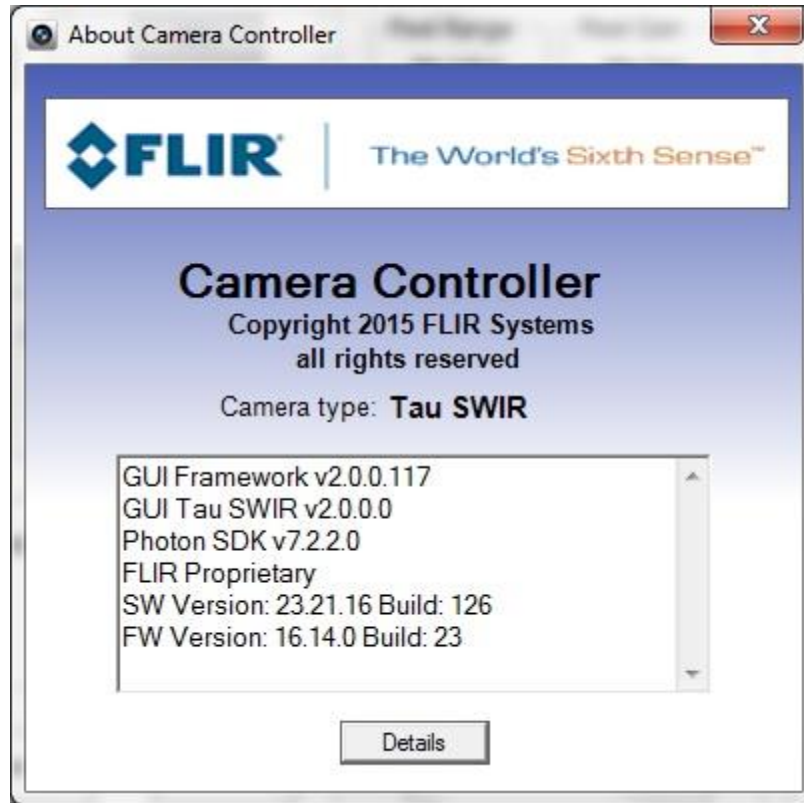 About Camera Controller
FLIR The World's Sixth Sense™
Camera Controller
Copyright 2015 FLIR Systems
all rights reserved
Camera type: Tau SWIR
GUI Framework v2.0.0.117
GUI Tau SWIR v2.0.0.0
Photon SDK v7.2.2.0
FLIR Proprietary
SW Version: 23.21.16 Build: 126
FW Version: 16.14.0 Build: 23
Details